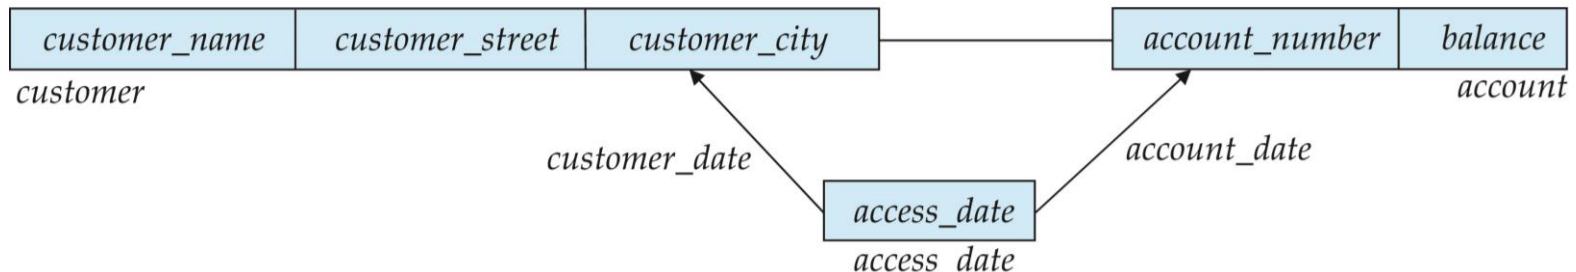 customer_name customer_street customer_city account_number balance
customer account
customer_date account_date
access_date
access_date